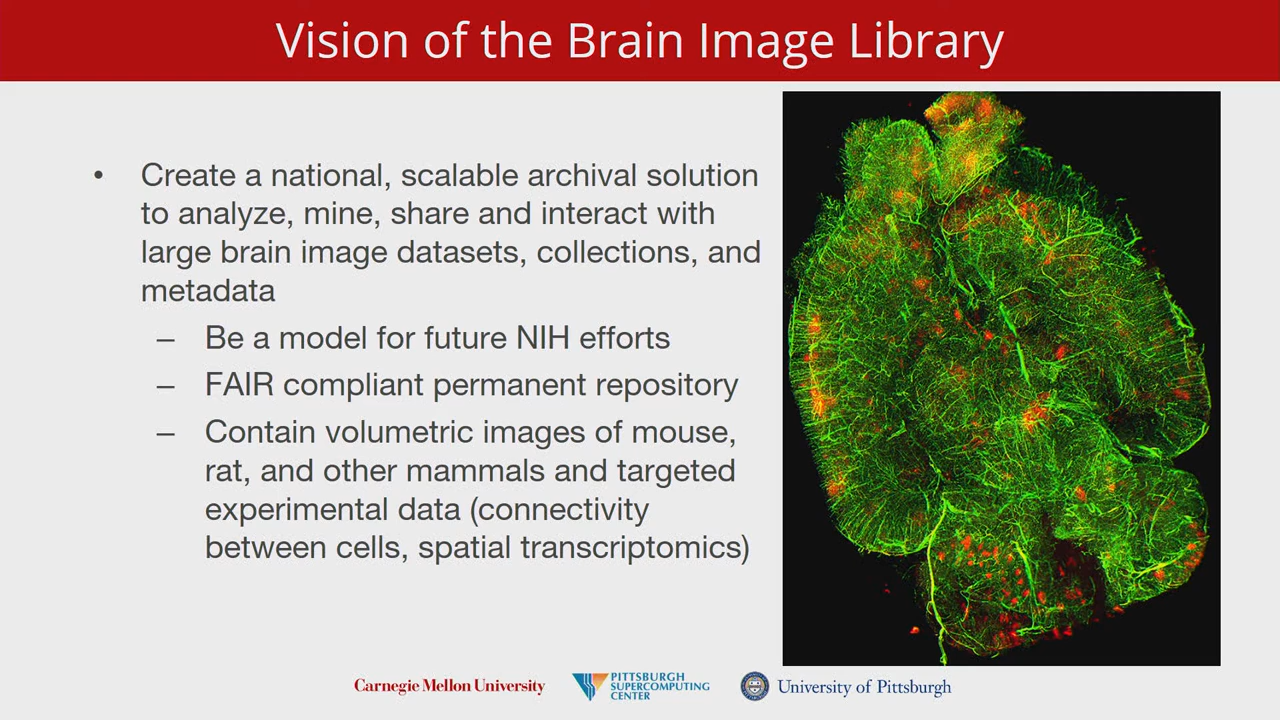 Vision of the Brain Image Library
• Create a national, scalable archival solution
to analyze, mine, share and interact with
large brain image datasets, collections, and
metadata
– Be a model for future NIH efforts
– FAIR compliant permanent repository
– Contain volumetric images of mouse,
rat, and other mammals and targeted
experimental data (connectivity
between cells, spatial transcriptomics)
Carnegie Mellon University
PITTSBURGH
SUPERCOMPUTING
CENTER
University of Pittsburgh